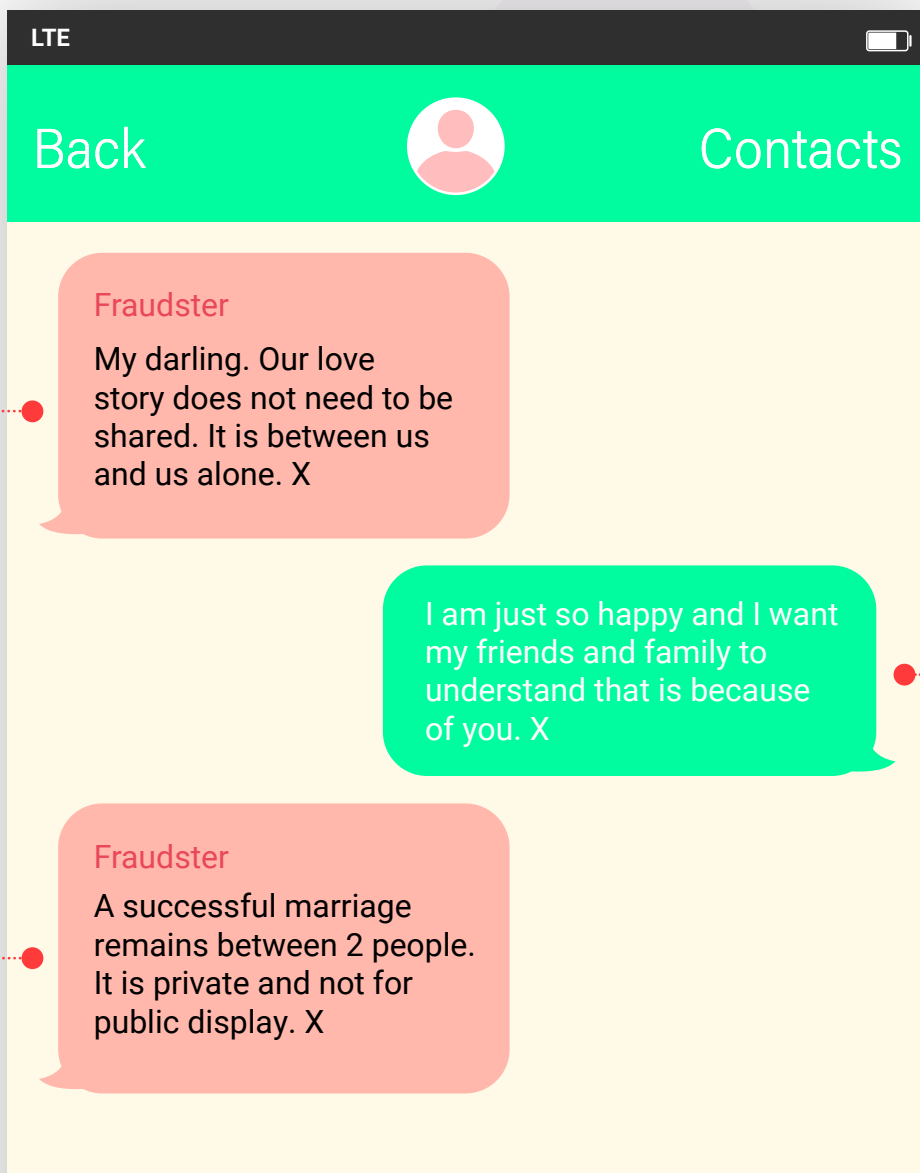 LTE
Back
Contacts
Fraudster
My darling. Our love
story does not need to be
shared. It is between us
and us alone. X
I am just so happy and I want
my friends and family to
understand that is because
of you. X
Fraudster
A successful marriage
remains between 2 people.
It is private and not for
public display. X